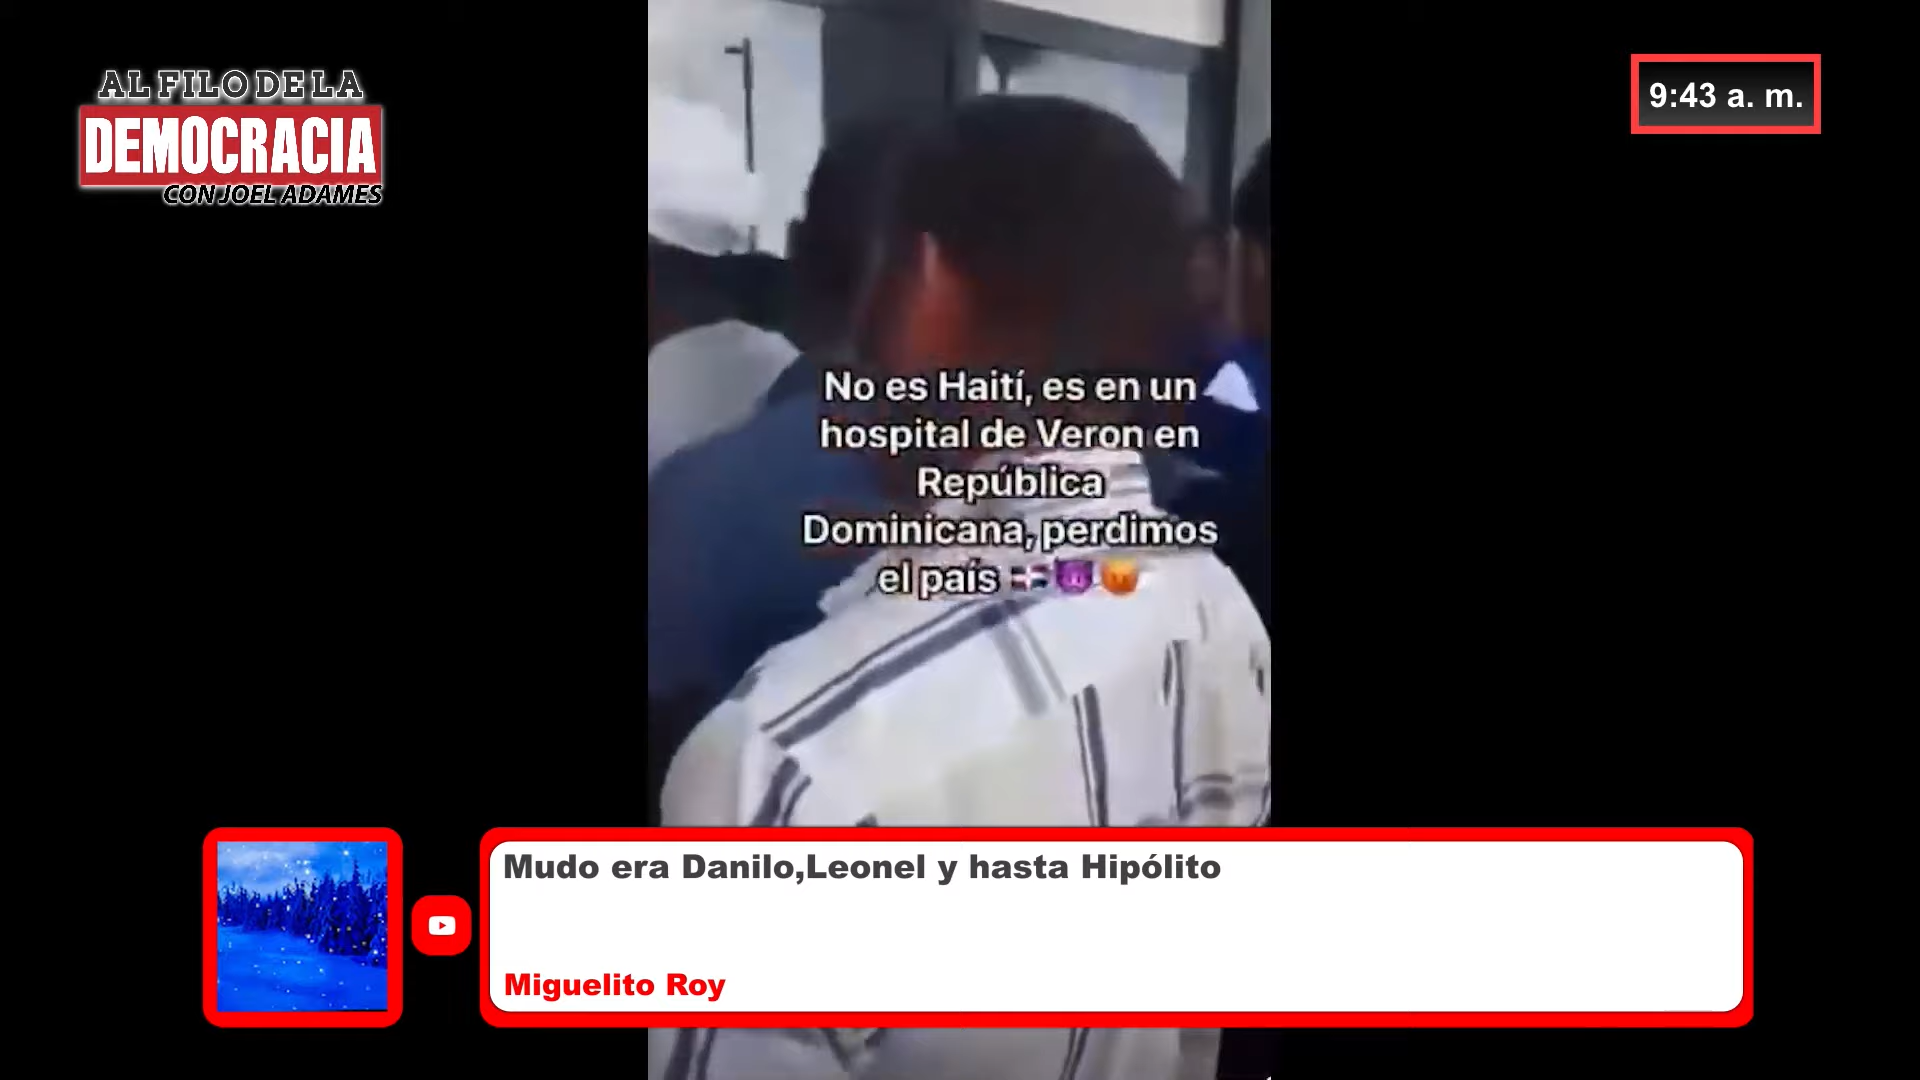 AL FILO DE LA
DEMOCRACIA
CON JOEL ADAMES
9:43 a. m.
No es Haití, es en un
hospital de Veron en
República
Dominicana, perdimos
el país 🇩🇴😈😡
Mudo era Danilo,Leonel y hasta Hipólito
Miguelito Roy